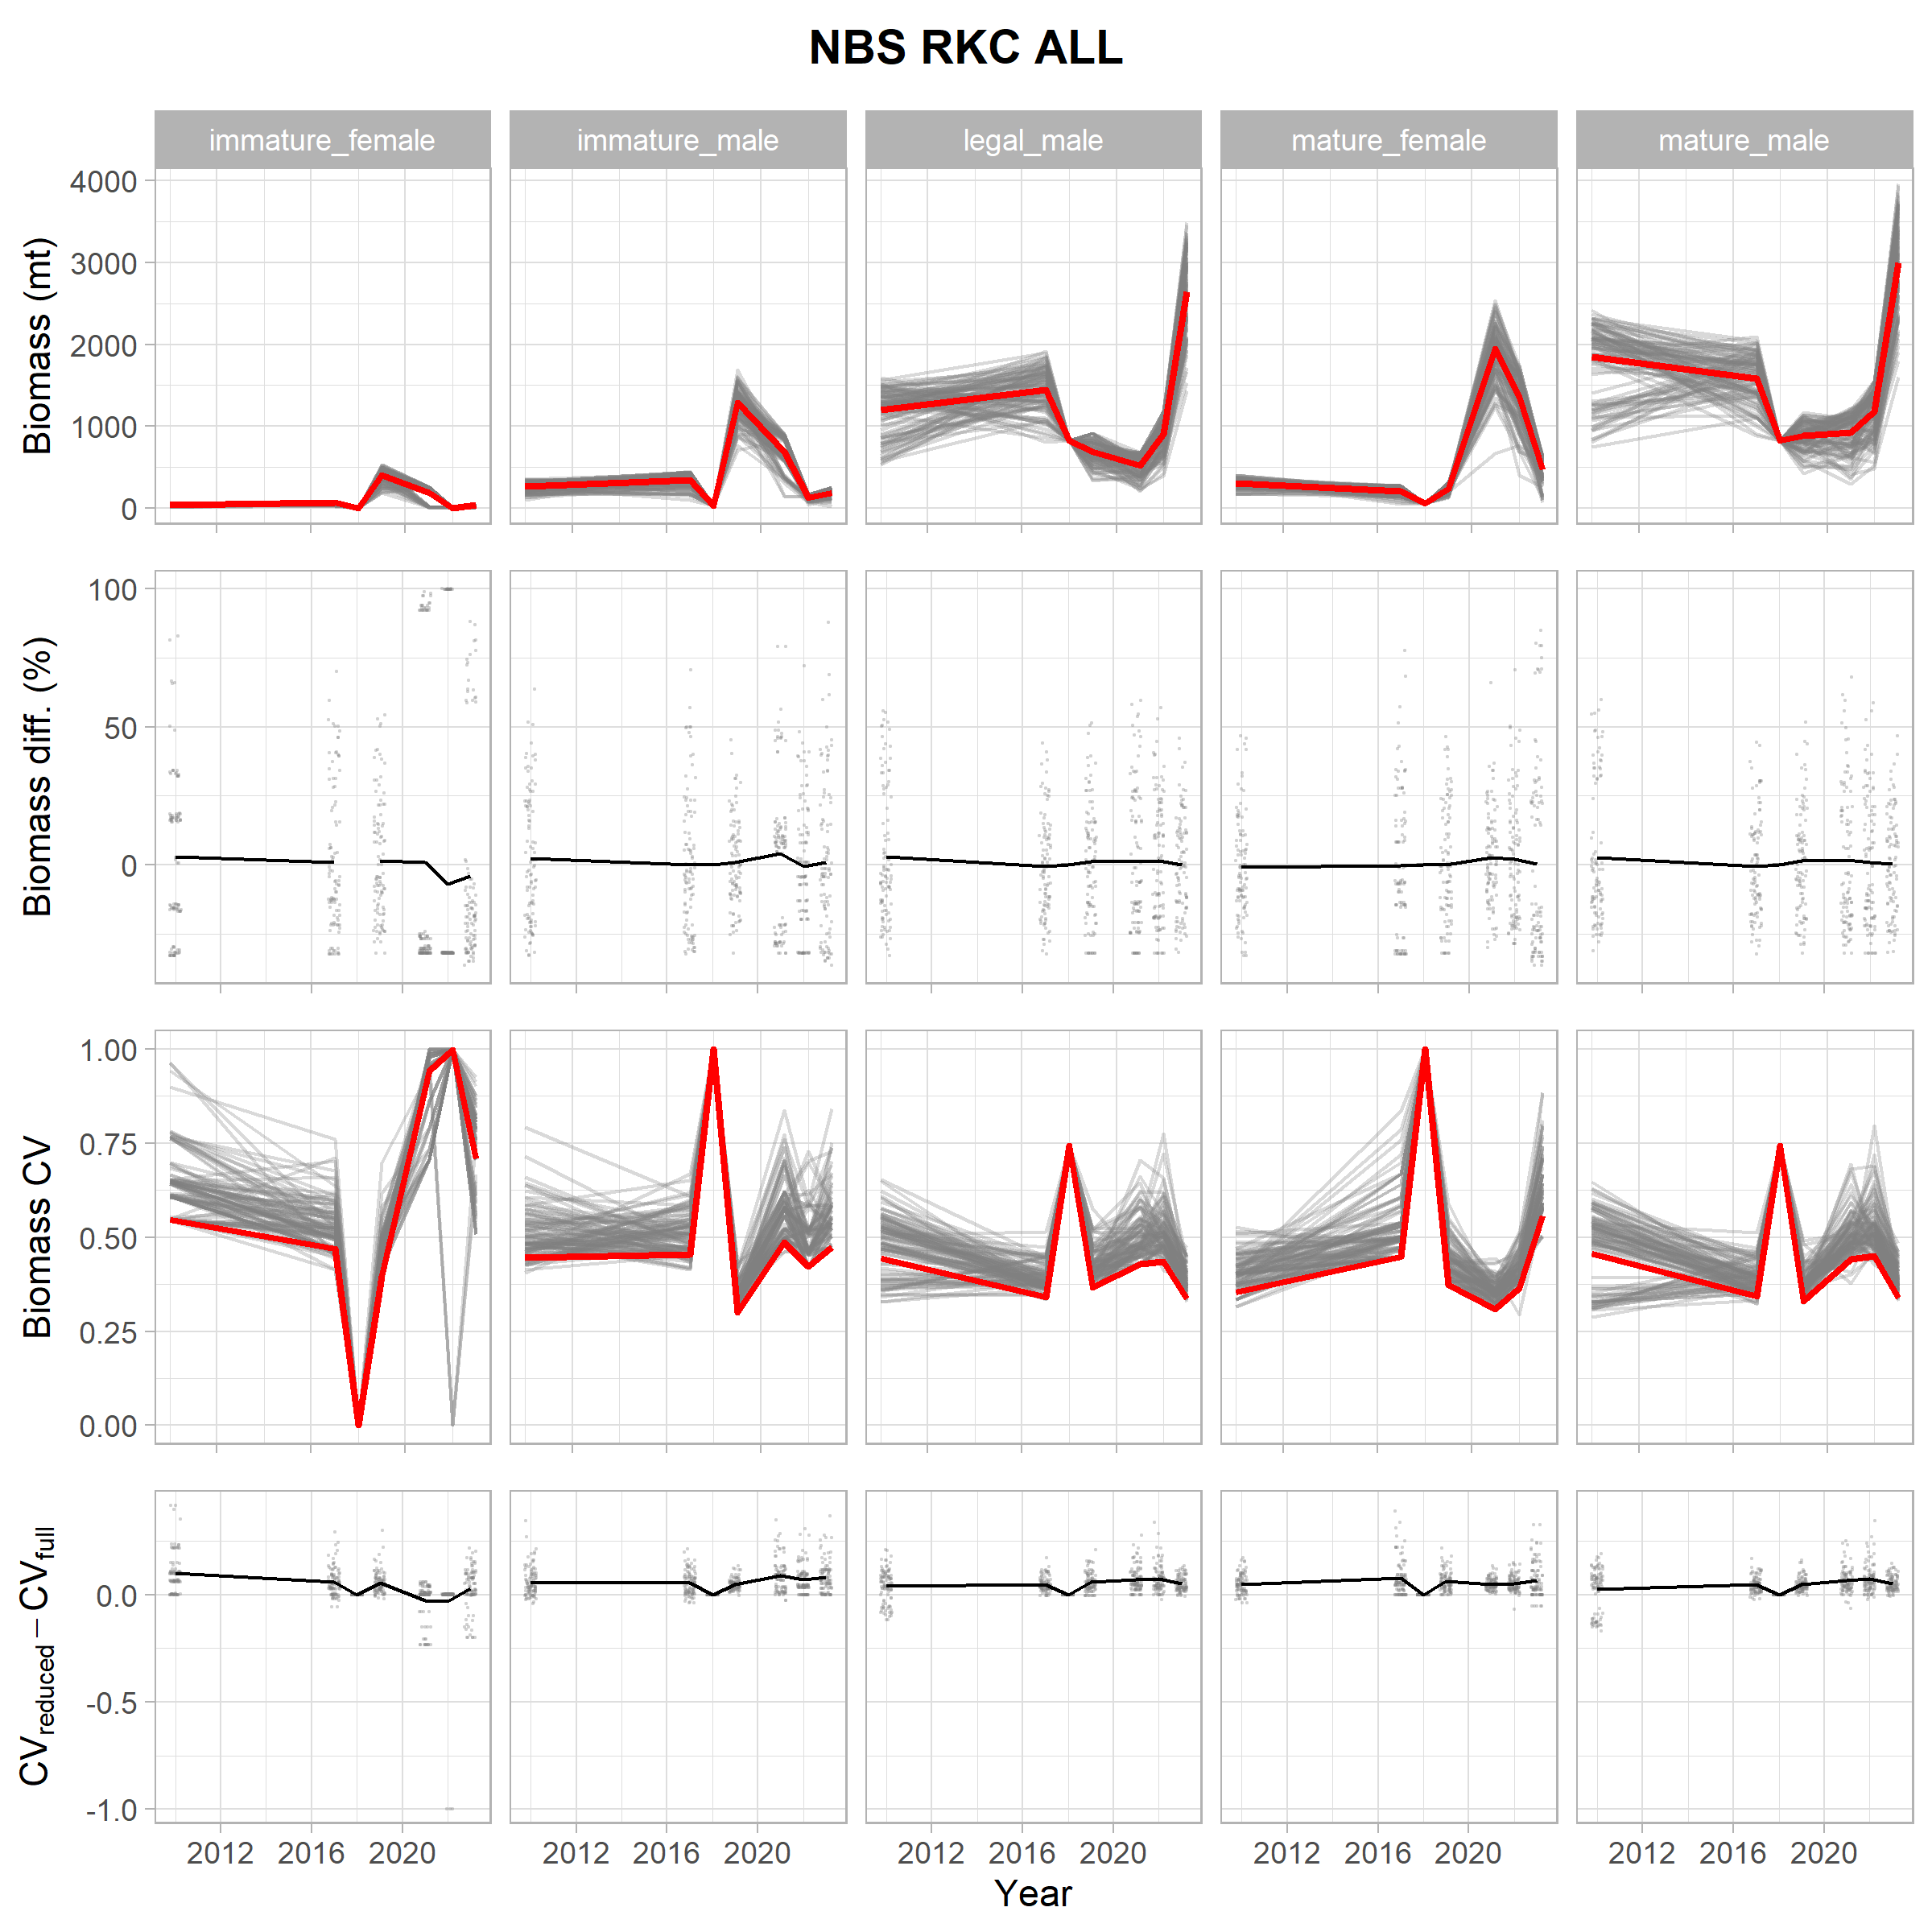 NBS RKC ALL
immature_female immature_male legal_male mature_female mature_male
Biomass (mt)
4000
3000
2000
1000
0
Biomass diff. (%)
100
50
0
Biomass CV
1.00
0.75
0.50
0.25
0.00
CVreduced−CVfull
0.0
-0.5
-1.0
2012 2016 2020 2012 2016 2020 2012 2016 2020 2012 2016 2020 2012 2016 2020
Year